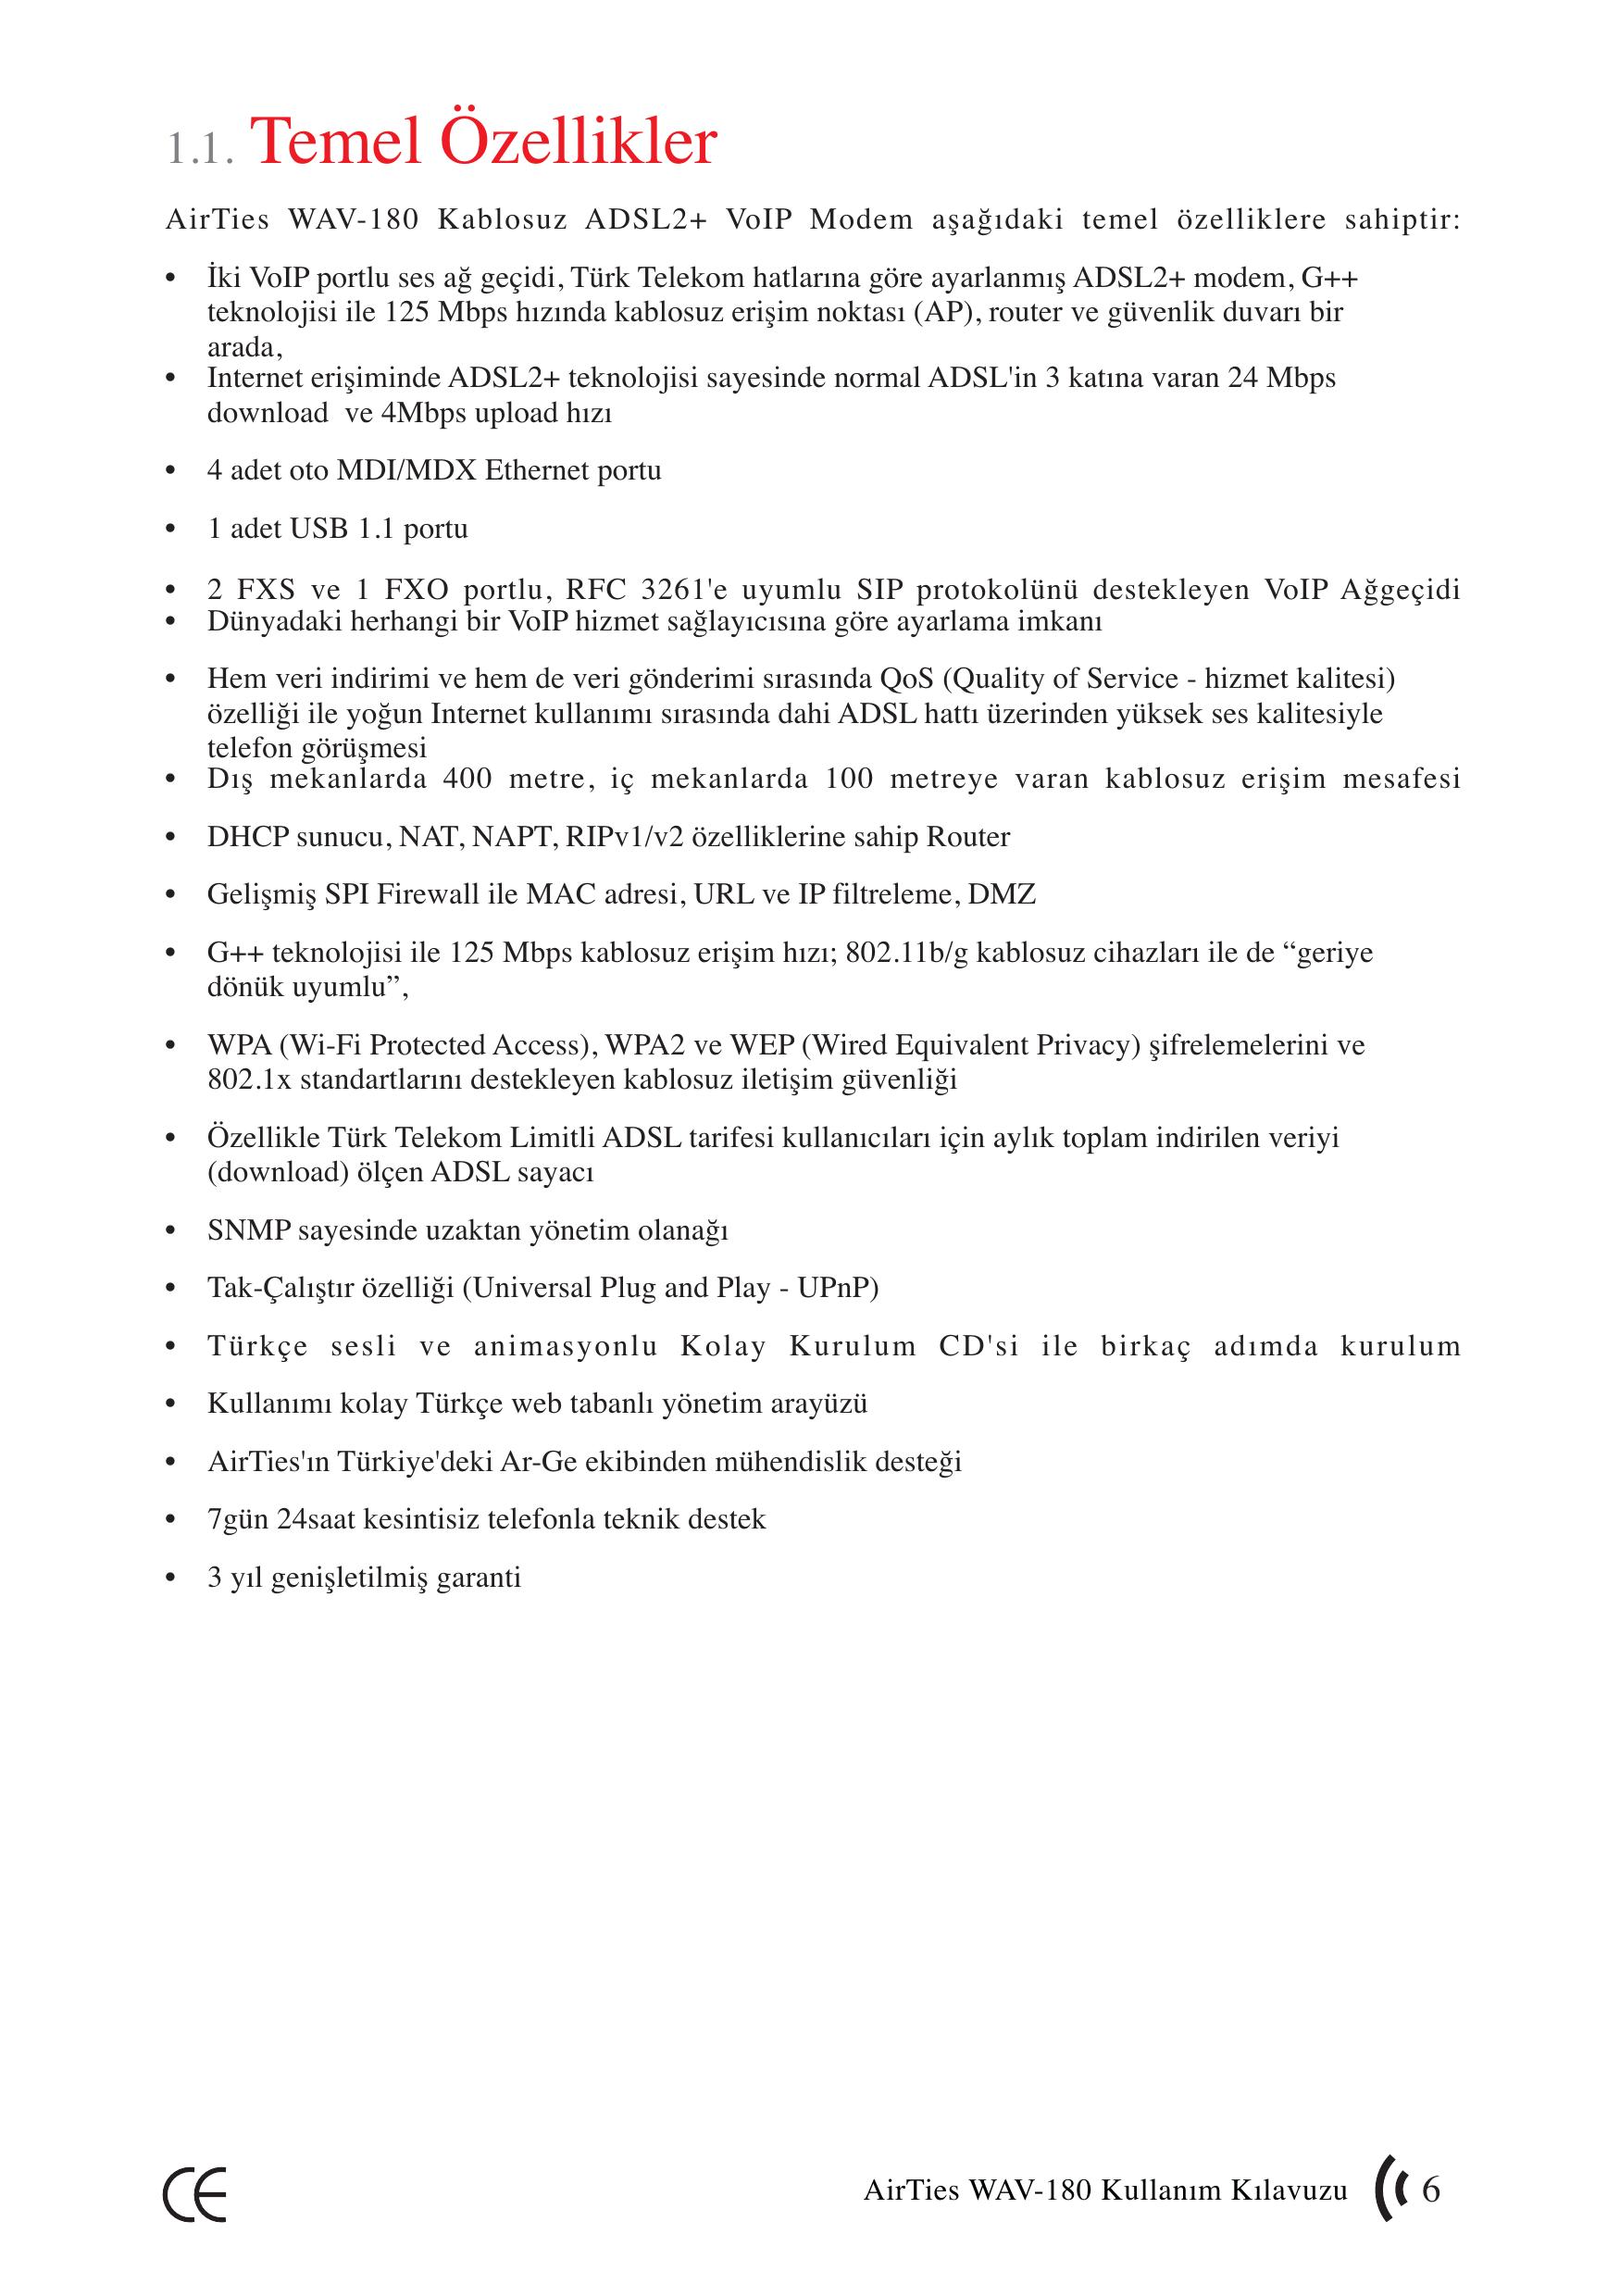 1.1. Temel Özellikler
AirTies WAV-180 Kablosuz ADSL2+ VoIP Modem aşağıdaki temel özelliklere sahiptir:
• İki VoIP portlu ses ağ geçidi, Türk Telekom hatlarına göre ayarlanmış ADSL2+ modem, G++
teknolojisi ile 125 Mbps hızında kablosuz erişim noktası (AP), router ve güvenlik duvarı bir
arada,
• Internet erişiminde ADSL2+ teknolojisi sayesinde normal ADSL'in 3 katına varan 24 Mbps
download ve 4Mbps upload hızı
• 4 adet oto MDI/MDX Ethernet portu
• 1 adet USB 1.1 portu
• 2 FXS ve 1 FXO portlu, RFC 3261'e uyumlu SIP protokolünü destekleyen VoIP Ağgeçidi
• Dünyadaki herhangi bir VoIP hizmet sağlayıcısına göre ayarlama imkanı
• Hem veri indirimi ve hem de veri gönderimi sırasında QoS (Quality of Service - hizmet kalitesi)
özelliği ile yoğun Internet kullanımı sırasında dahi ADSL hattı üzerinden yüksek ses kalitesiyle
telefon görüşmesi
• Dış mekanlarda 400 metre, iç mekanlarda 100 metreye varan kablosuz erişim mesafesi
• DHCP sunucu, NAT, NAPT, RIPv1/v2 özelliklerine sahip Router
• Gelişmiş SPI Firewall ile MAC adresi, URL ve IP filtreleme, DMZ
• G++ teknolojisi ile 125 Mbps kablosuz erişim hızı; 802.11b/g kablosuz cihazları ile de “geriye
dönük uyumlu”,
• WPA (Wi-Fi Protected Access), WPA2 ve WEP (Wired Equivalent Privacy) şifrelemelerini ve
802.1x standartlarını destekleyen kablosuz iletişim güvenliği
• Özellikle Türk Telekom Limitli ADSL tarifesi kullanıcıları için aylık toplam indirilen veriyi
(download) ölçen ADSL sayacı
• SNMP sayesinde uzaktan yönetim olanağı
• Tak-Çalıştır özelliği (Universal Plug and Play - UPnP)
• Türkçe sesli ve animasyonlu Kolay Kurulum CD'si ile birkaç adımda kurulum
• Kullanımı kolay Türkçe web tabanlı yönetim arayüzü
• AirTies'ın Türkiye'deki Ar-Ge ekibinden mühendislik desteği
• 7gün 24saat kesintisiz telefonla teknik destek
• 3 yıl genişletilmiş garanti
CE
AirTies WAV-180 Kullanım Kılavuzu 6